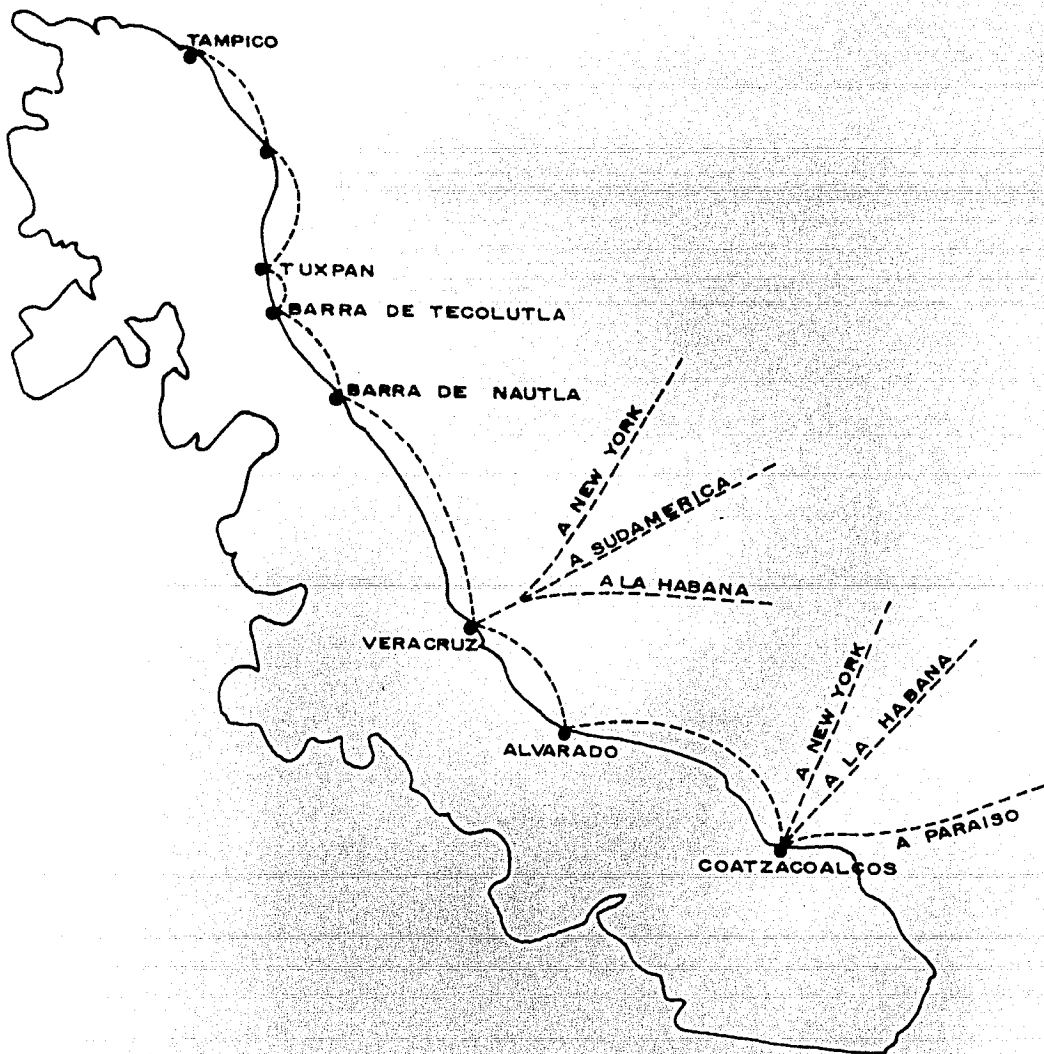 TAMPICO
TUXPAN
BARRA DE TECOLUTLA
BARRA DE NAUTLA
A NEW YORK
A SUDAMERICA
A LA HABANA
VERACRUZ
A NEW YORK
A LA HABANA
ALVARADO
A PARAISO
COATZACOALCOS